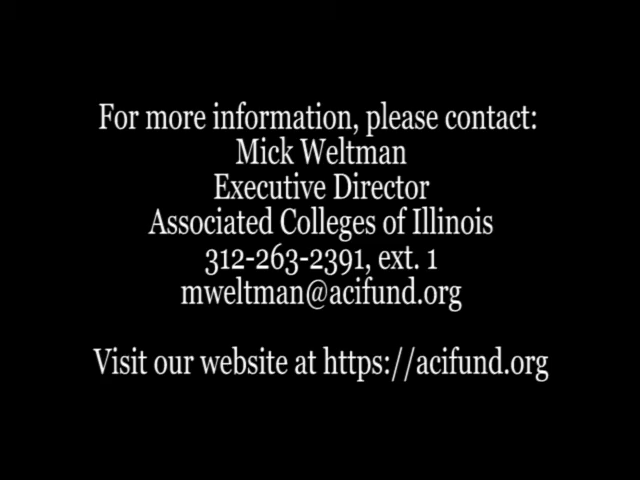 For more information, please contact:
Mick Weltman
Executive Director
Associated Colleges of Illinois
312-263-2391, ext. 1
mweltman@acifund.org
Visit our website at https://acifund.org